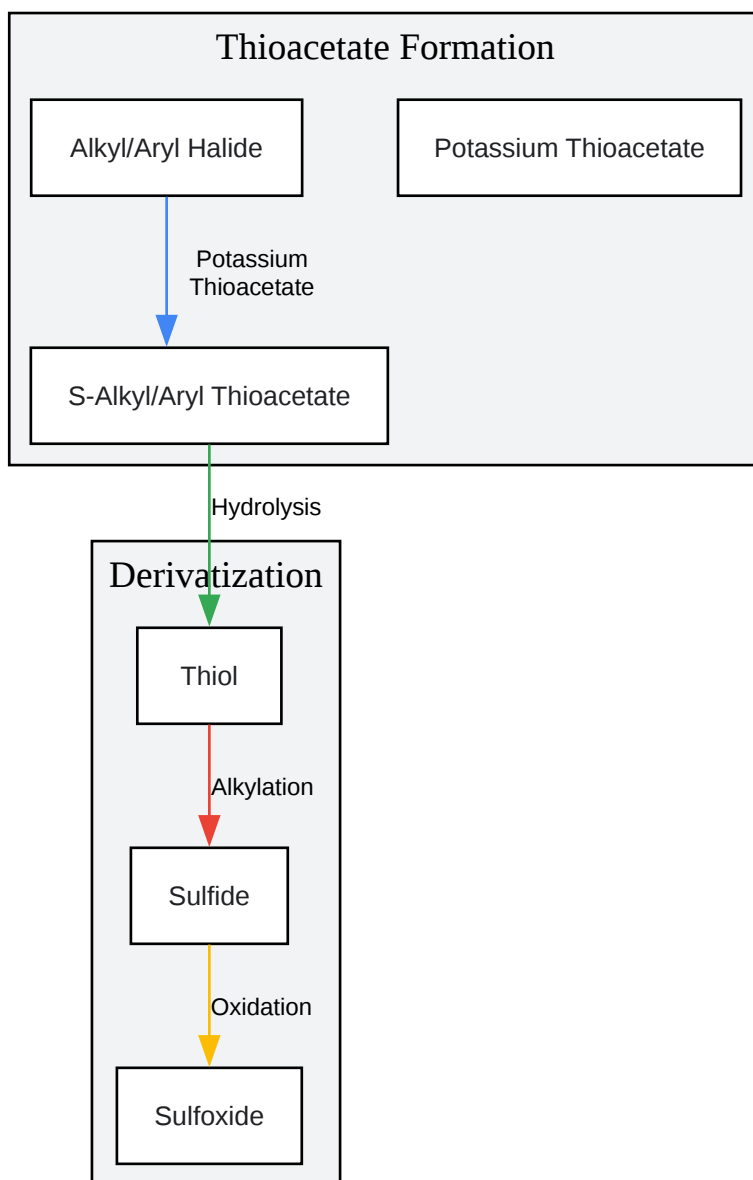 Thioacetate Formation
Alkyl/Aryl Halide
Potassium Thioacetate
Potassium
Thioacetate
S-Alkyl/Aryl Thioacetate
Hydrolysis
Derivatization
Thiol
Alkylation
Sulfide
Oxidation
Sulfoxide